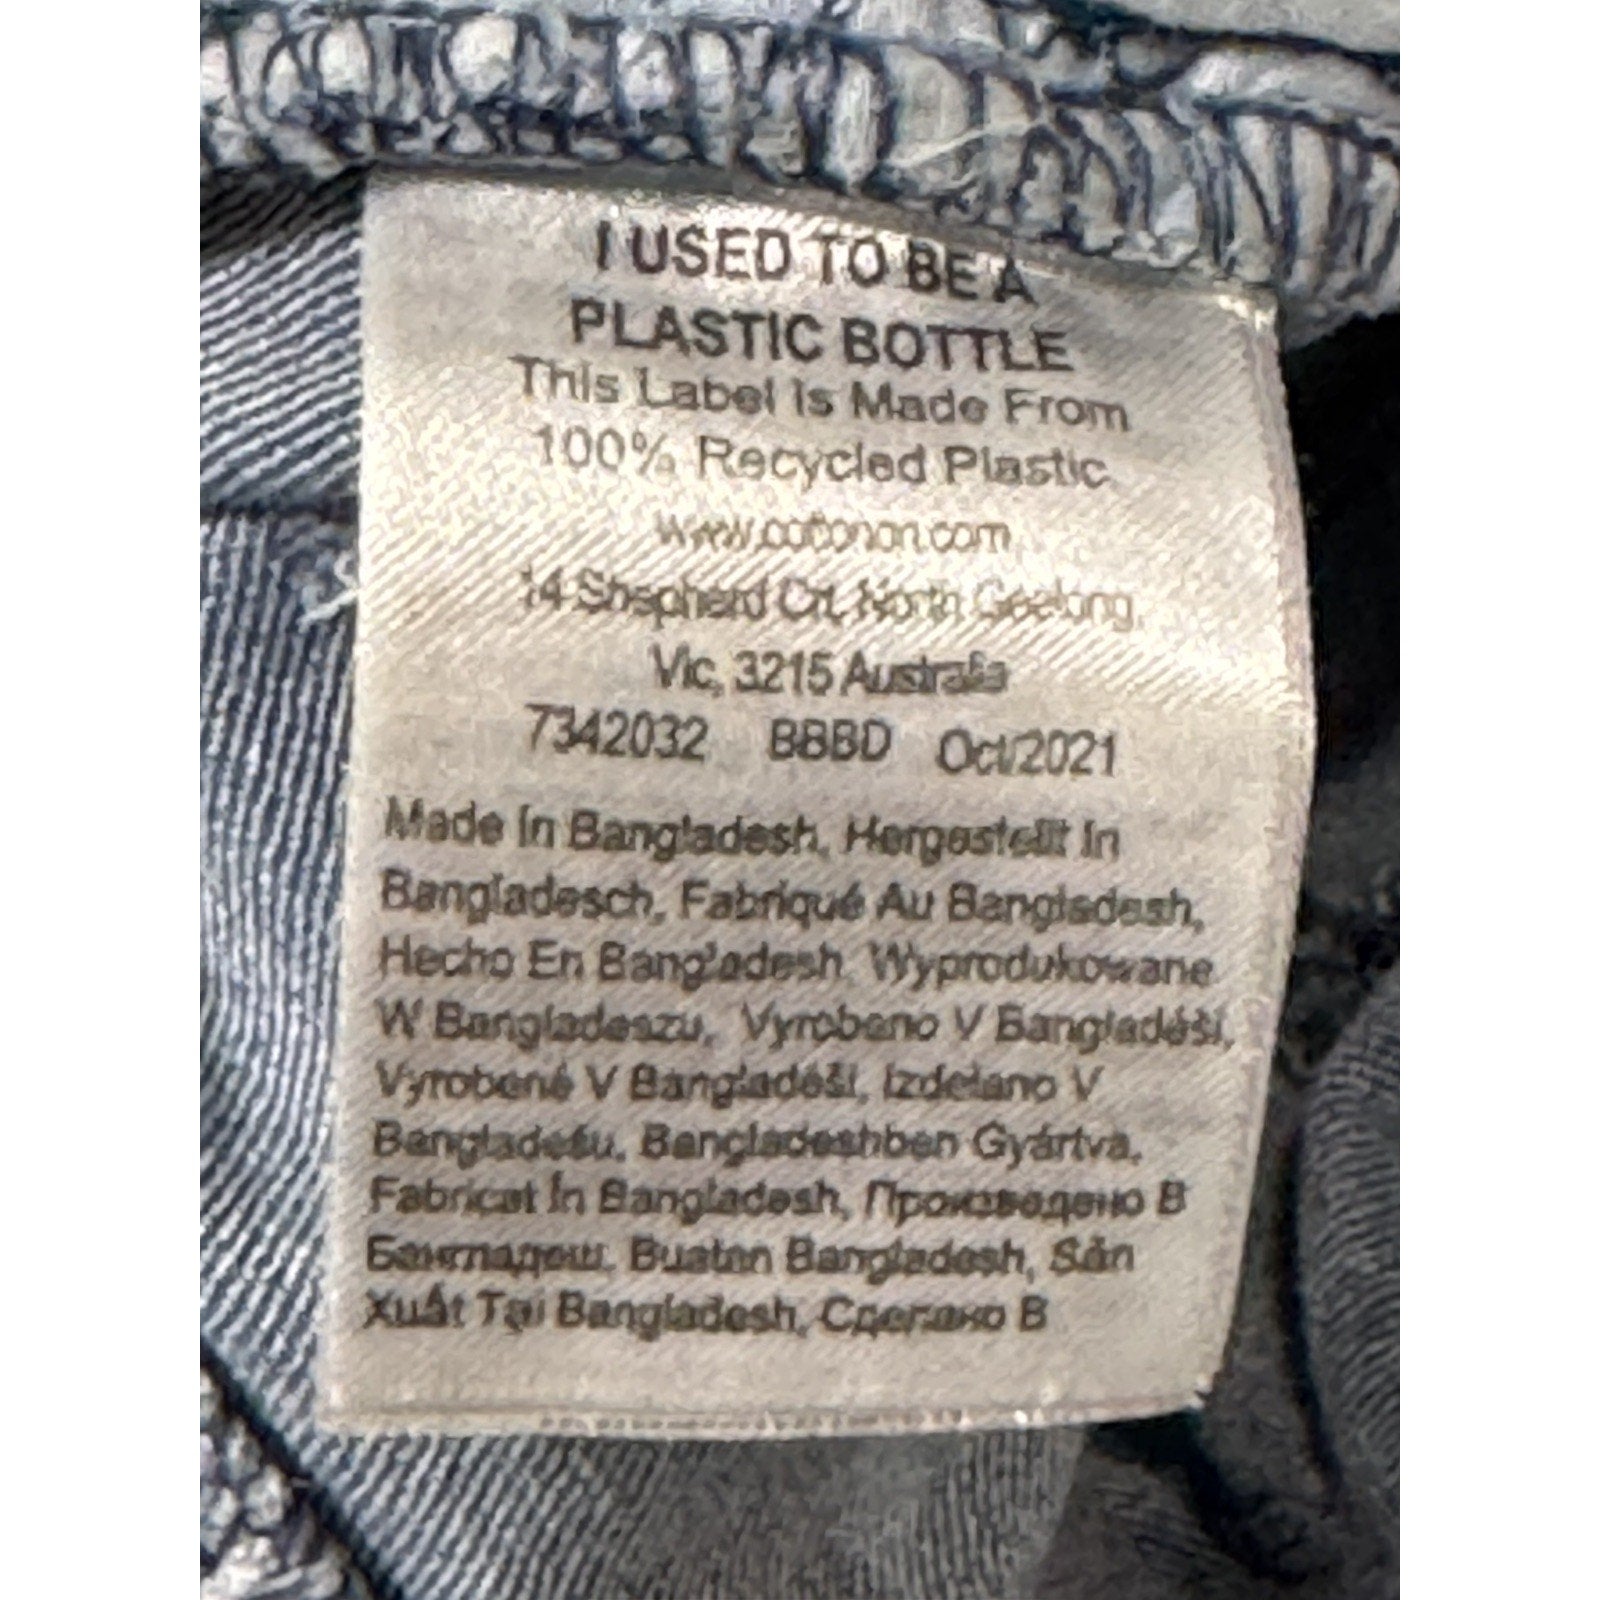 I USED TO BE A
PLASTIC BOTTLE
This Label Is Made From
100% Recycled Plastic
www.cottonon.com
14 Shepherd Crt, North Geelong,
Vic, 3215 Australia
7342032 BBBD Oct/2021
Made In Bangladesh, Hergestellt In
Bangladesch, Fabriqué Au Bangladesh,
Hecho En Bangladesh, Wyprodukowane
W Bangladeszu, Vyrobeno V Bangladéši,
Vyrobené V Bangladéši, Izdelano V
Bangladešu, Bangladeshben Gyártva,
Fabricat În Bangladesh, Произведено В
Бангладеш, Buatan Bangladesh, Sản
Xuất Tại Bangladesh, Сделано В